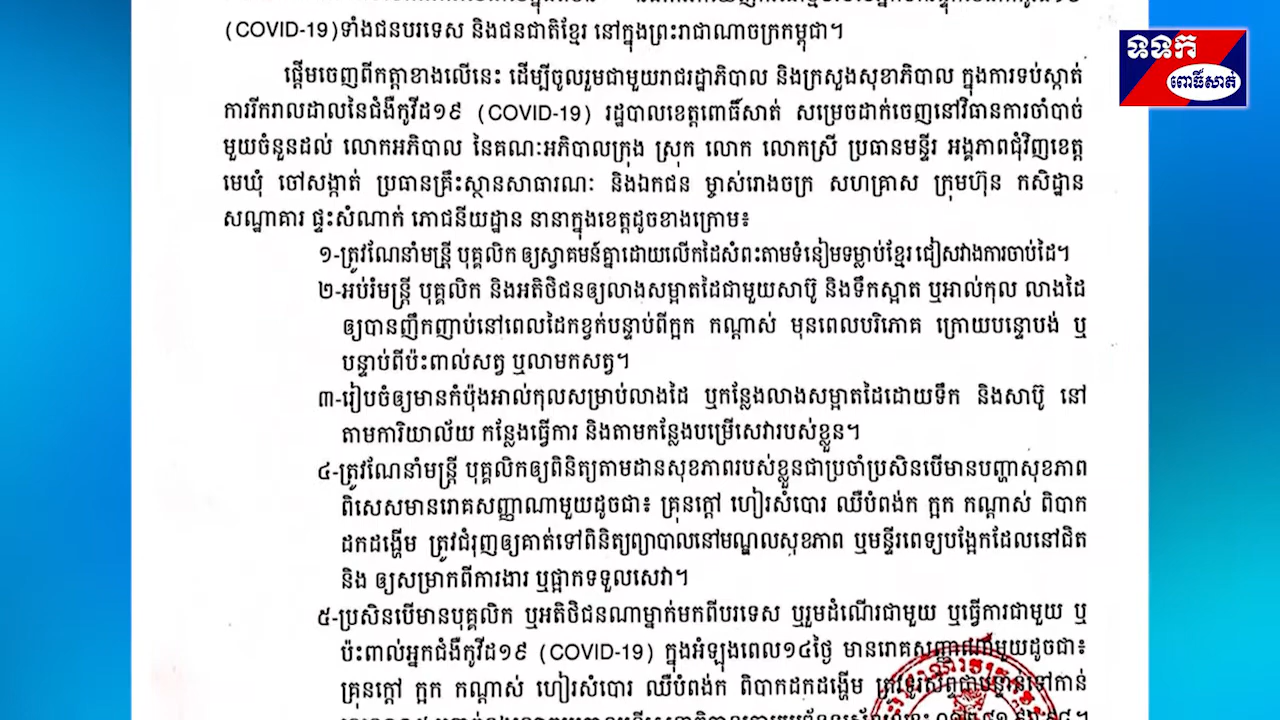 (COVID-19)ទាំងជនបរទេស និងជនជាតិខ្មែរ នៅក្នុងព្រះរាជាណាចក្រកម្ពុជា។
ទទក
ពោធិ៍សាត់
ផ្តើមចេញពីកត្តាខាងលើនេះ ដើម្បីចូលរួមជាមួយរាជរដ្ឋាភិបាល និងក្រសួងសុខាភិបាល ក្នុងការទប់ស្កាត់
ការរីករាលដាលនៃជំងឺកូវីដ១៩ (COVID-19) រដ្ឋបាលខេត្តពោធិ៍សាត់ សម្រេចដាក់ចេញនៅវិធានការចាំបាច់
មួយចំនួនដល់ លោកអភិបាល នៃគណៈអភិបាលក្រុង ស្រុក លោក លោកស្រី ប្រធានមន្ទីរ អង្គភាពជុំវិញខេត្ត
មេឃុំ ចៅសង្កាត់ ប្រធានគ្រឹះស្ថានសាធារណៈ និងឯកជន ម្ចាស់រោងចក្រ សហគ្រាស ក្រុមហ៊ុន កសិដ្ឋាន
សណ្ឋាគារ ផ្ទះសំណាក់ ភោជនីយដ្ឋាន នានាក្នុងខេត្តដូចខាងក្រោម៖
១-ត្រូវណែនាំមន្ត្រី បុគ្គលិក ឲ្យស្វាគមន៍គ្នាដោយលើកដៃសំពះតាមទំនៀមទម្លាប់ខ្មែរ ជៀសវាងការចាប់ដៃ។
២-អប់រំមន្ត្រី បុគ្គលិក និងអតិថិជនឲ្យលាងសម្អាតដៃជាមួយសាប៊ូ និងទឹកស្អាត ឬអាល់កុល លាងដៃ
ឲ្យបានញឹកញាប់នៅពេលដៃកខ្វក់បន្ទាប់ពីក្អក កណ្តាស់ មុនពេលបរិភោគ ក្រោយបន្ទោបង់ ឬ
បន្ទាប់ពីប៉ះពាល់សត្វ ឬលាមកសត្វ។
៣-រៀបចំឲ្យមានកំប៉ុងអាល់កុលសម្រាប់លាងដៃ ឬកន្លែងលាងសម្អាតដៃដោយទឹក និងសាប៊ូ នៅ
តាមការិយាល័យ កន្លែងធ្វើការ និងតាមកន្លែងបម្រើសេវារបស់ខ្លួន។
៤-ត្រូវណែនាំមន្ត្រី បុគ្គលិកឲ្យពិនិត្យតាមដានសុខភាពរបស់ខ្លួនជាប្រចាំប្រសិនបើមានបញ្ហាសុខភាព
ពិសេសមានរោគសញ្ញាណាមួយដូចជា៖ គ្រុនក្តៅ ហៀរសំបោរ ឈឺបំពង់ក ក្អក កណ្តាស់ ពិបាក
ដកដង្ហើម ត្រូវជំរុញឲ្យគាត់ទៅពិនិត្យព្យាបាលនៅមណ្ឌលសុខភាព ឬមន្ទីរពេទ្យបង្អែកដែលនៅជិត
និង ឲ្យសម្រាកពីការងារ ឬផ្អាកទទួលសេវា។
៥-ប្រសិនបើមានបុគ្គលិក ឬអតិថិជនណាម្នាក់មកពីបរទេស ឬរួមដំណើរជាមួយ ឬធ្វើការជាមួយ ឬ
ប៉ះពាល់អ្នកជំងឺកូវីដ១៩ (COVID-19) ក្នុងអំឡុងពេល១៤ថ្ងៃ មានរោគសញ្ញាណាមួយដូចជា៖
គ្រុនក្តៅ ក្អក កណ្តាស់ ហៀរសំបោរ ឈឺបំពង់ក ពិបាកដកដង្ហើម ត្រូវទូរស័ព្ទជាបន្ទាន់ទៅកាន់